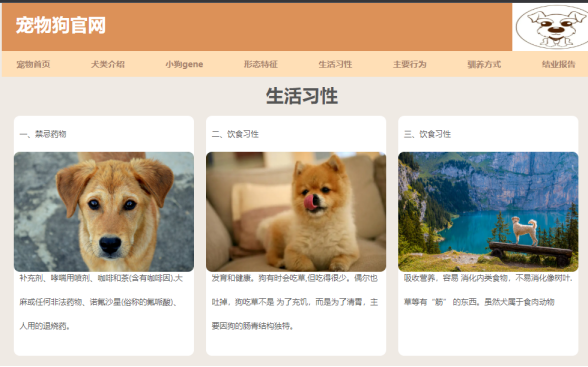 宠物狗官网
宠物首页 犬类介绍 小狗gene 形态特征 生活习性 主要行为 驯养方式 结业报告
生活习性
一、禁忌药物
补充剂、哮喘用喷剂、咖啡和茶(含有咖啡因).大
麻或任何非法药物、诺氟沙星(俗称的氟哌酸)、
人用的退烧药。
二、饮食习性
发育和健康。狗有时会吃草,但吃得很少。偶尔也
吐掉，狗吃草不是 为了充饥，而是为了清胃，主
要因狗的肠脊结构独特。
三、饮食习性
吸收营养，容易 消化内美食物，不易消化像树叶、
草等有“筋” 的东西。虽然犬属于食肉动物